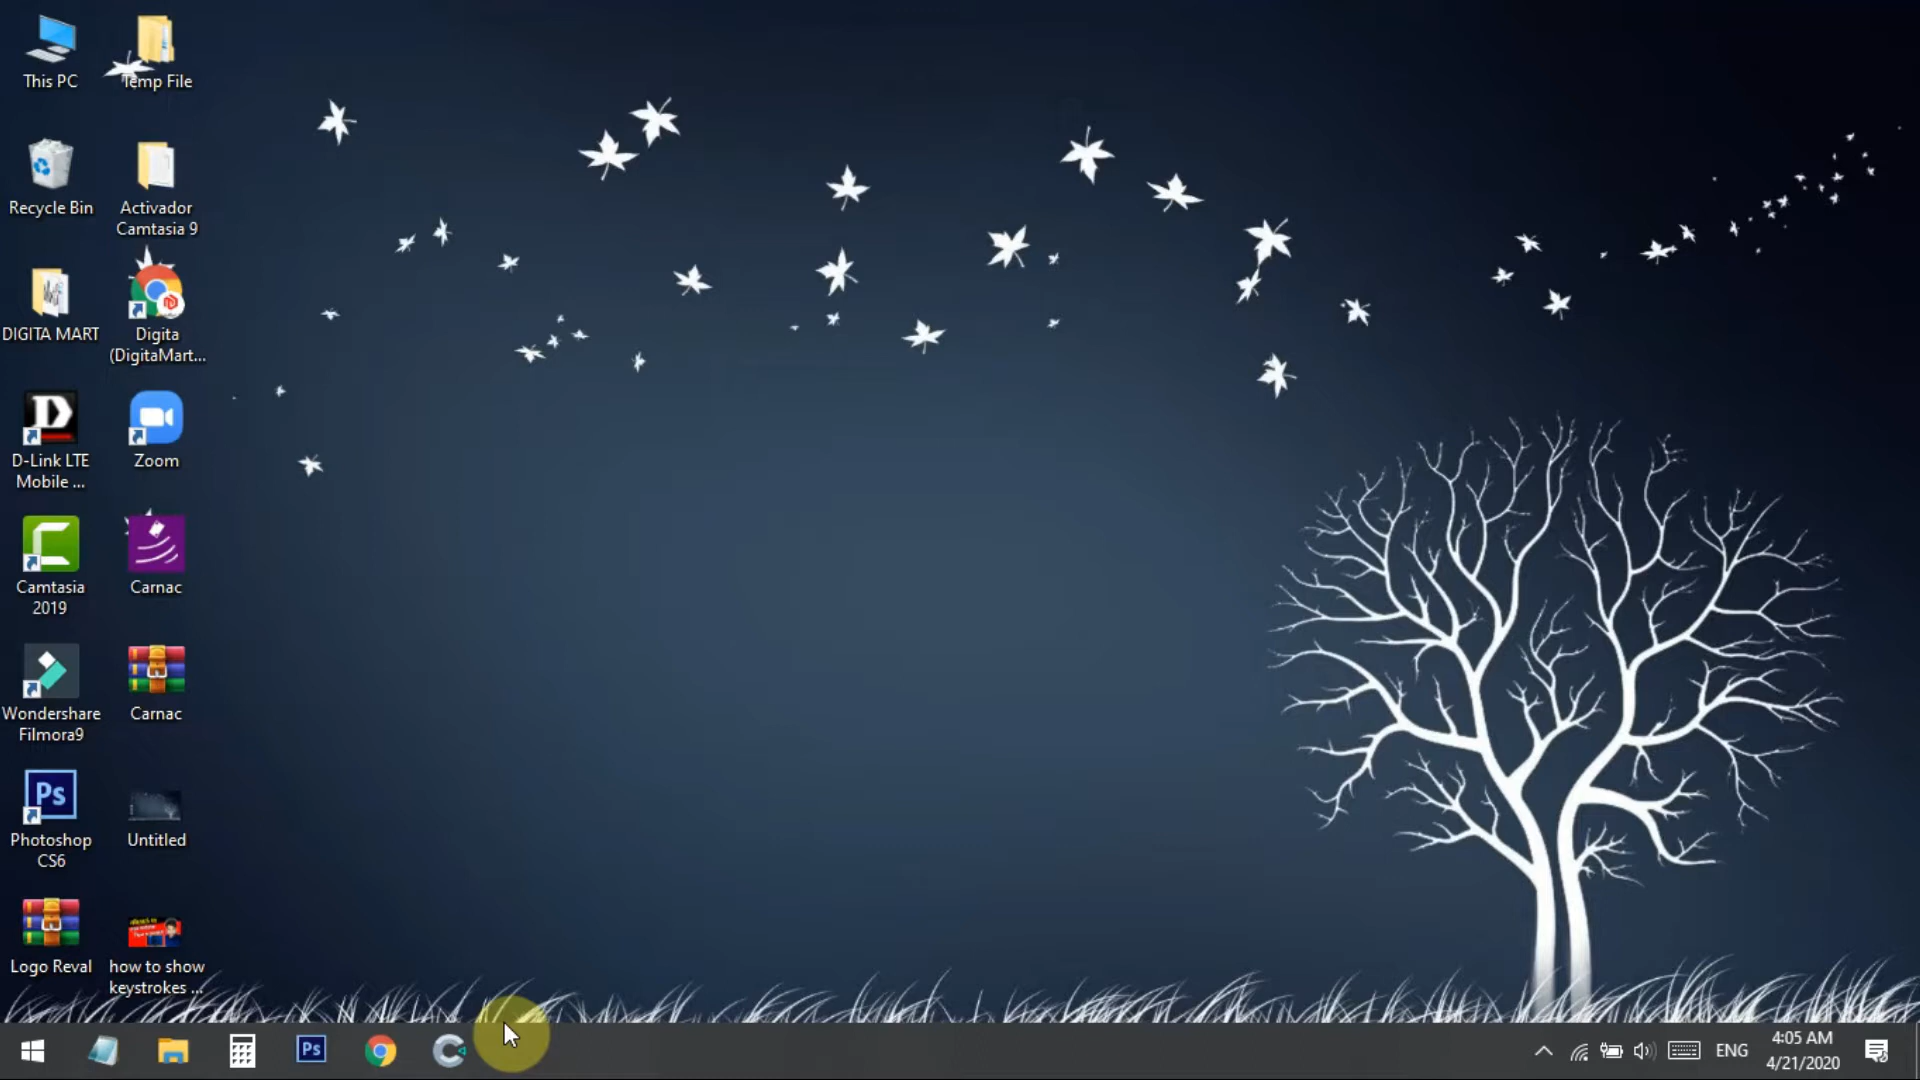 This PC
Temp File
Recycle Bin
Activador
Camtasia 9
DIGITA MART
Digita
(DigitaMart...
D-Link LTE
Mobile ...
Zoom
Camtasia
2019
Carnac
Wondershare
Filmora9
Carnac
Ps
Photoshop
CS6
Untitled
Logo Reval
how to show
keystrokes ...
Ps
ENG
4:05 AM
4/21/2020